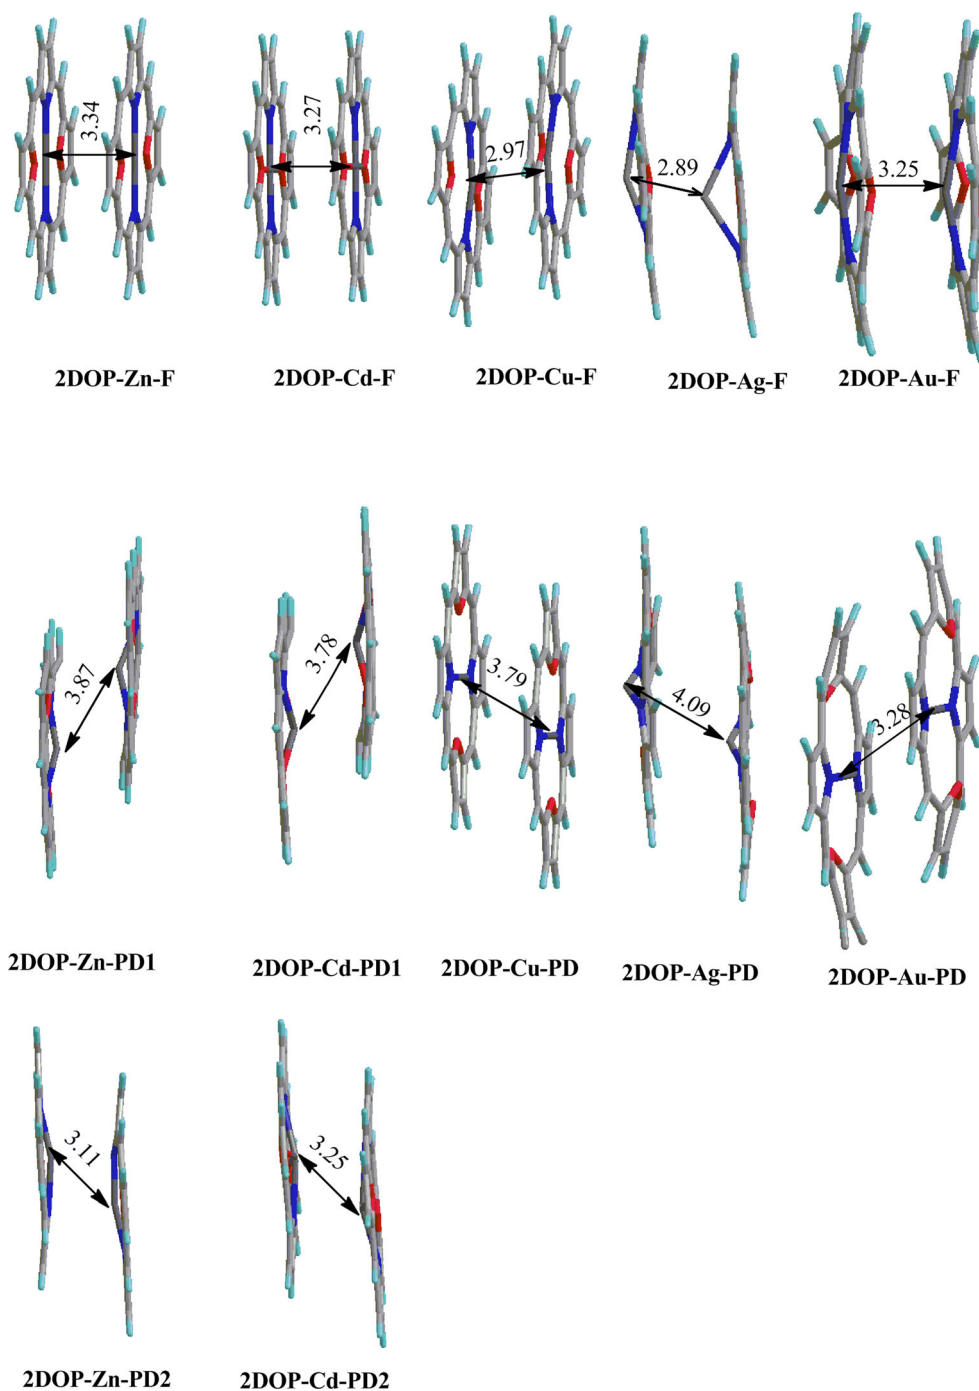 3.34
3.27
2.97
2.89
3.25
2DOP-Zn-F
2DOP-Cd-F
2DOP-Cu-F
2DOP-Ag-F
2DOP-Au-F
3.87
3.78
3.79
4.09
3.28
2DOP-Zn-PD1
2DOP-Cd-PD1
2DOP-Cu-PD
2DOP-Ag-PD
2DOP-Au-PD
3.11
3.25
2DOP-Zn-PD2
2DOP-Cd-PD2